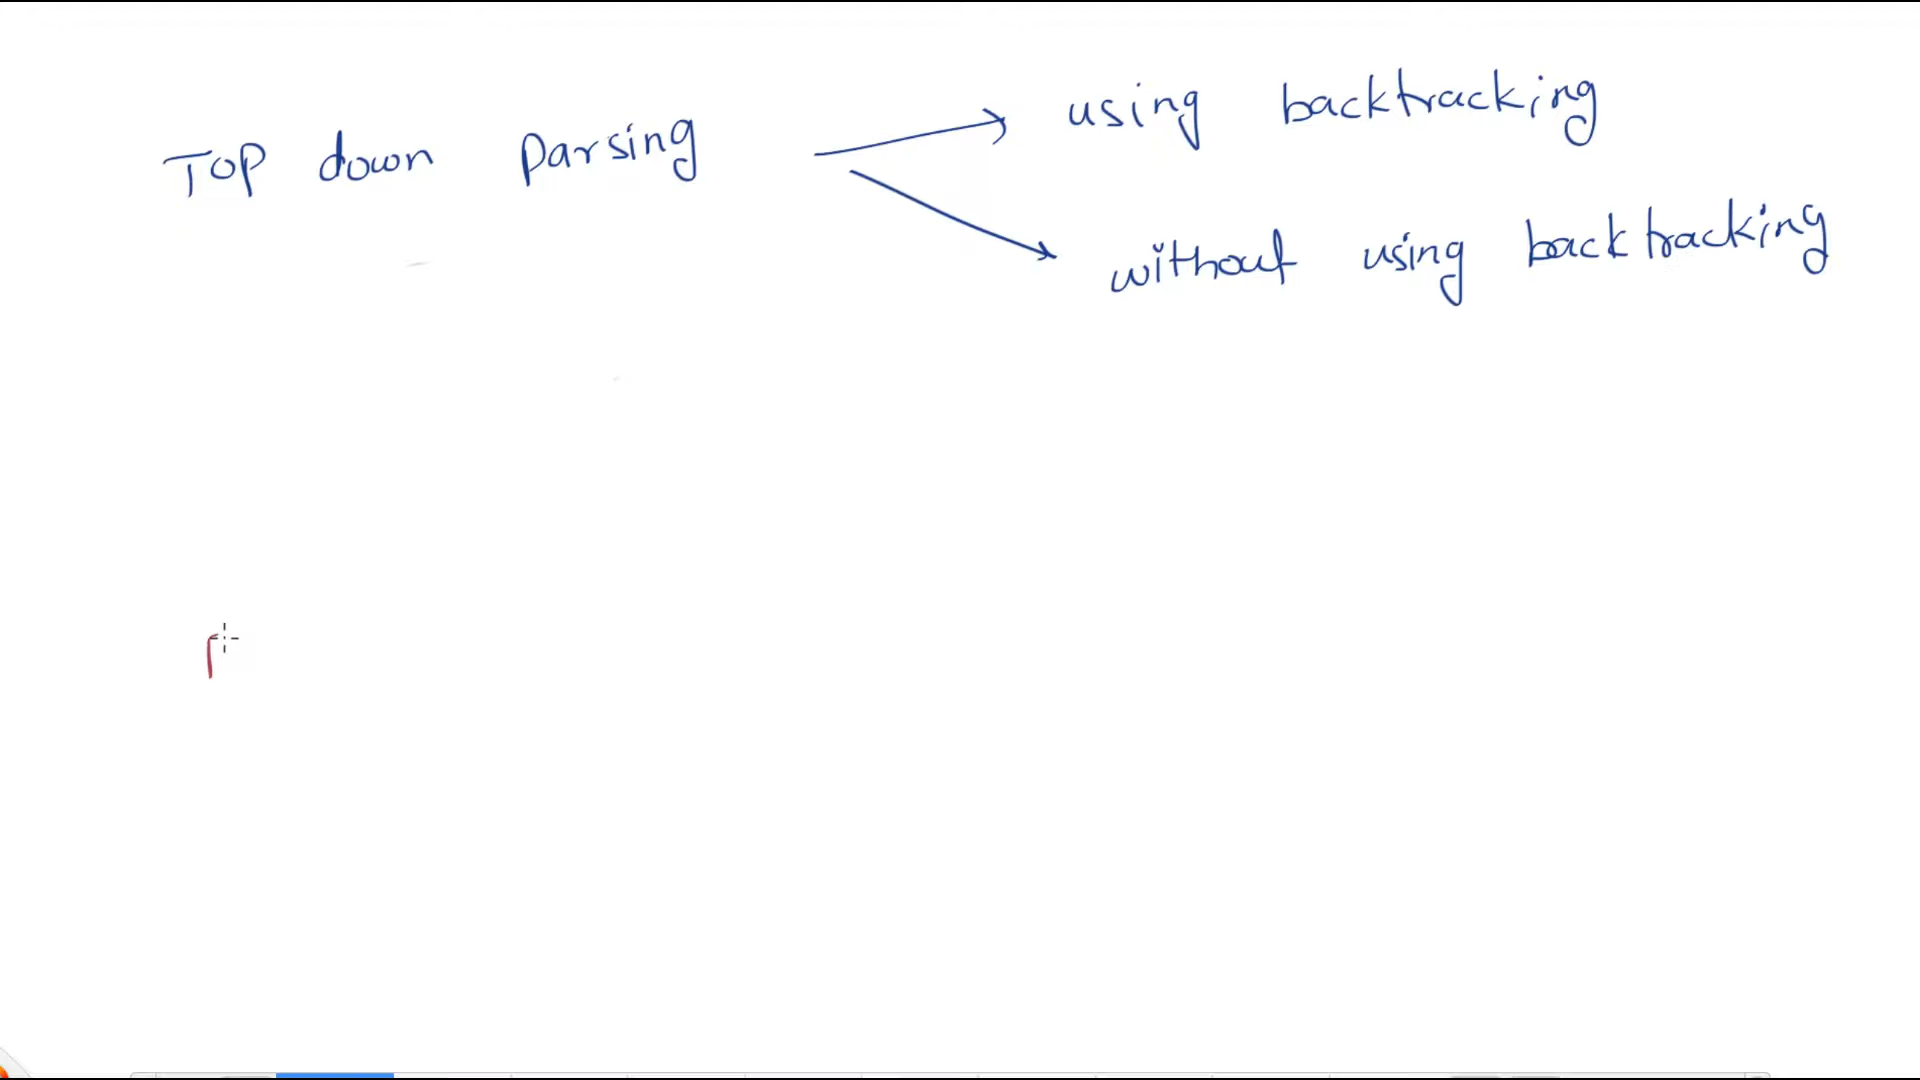 Top down parsing
using backtracking
without using backtracking